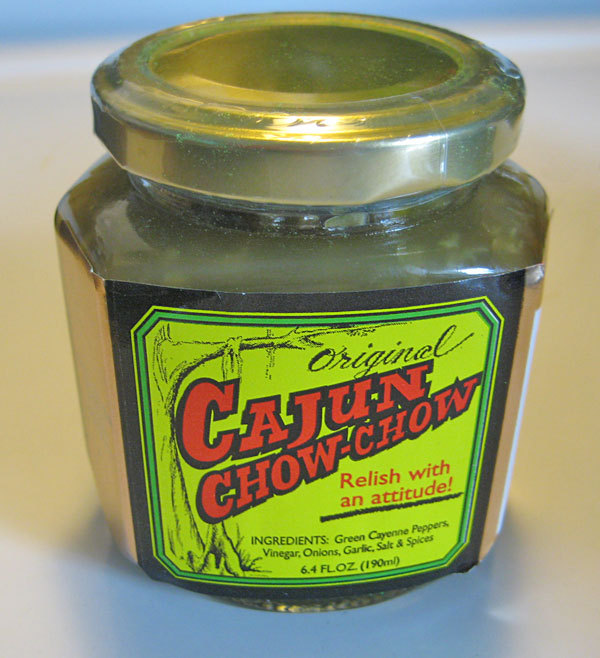 Original
CAJUN
CHOW-CHOW
Relish with
an attitude!
INGREDIENTS: Green Cayenne Peppers,
Vinegar, Onions, Garlic, Salt & Spices
6.4 FL.OZ. (190ml)